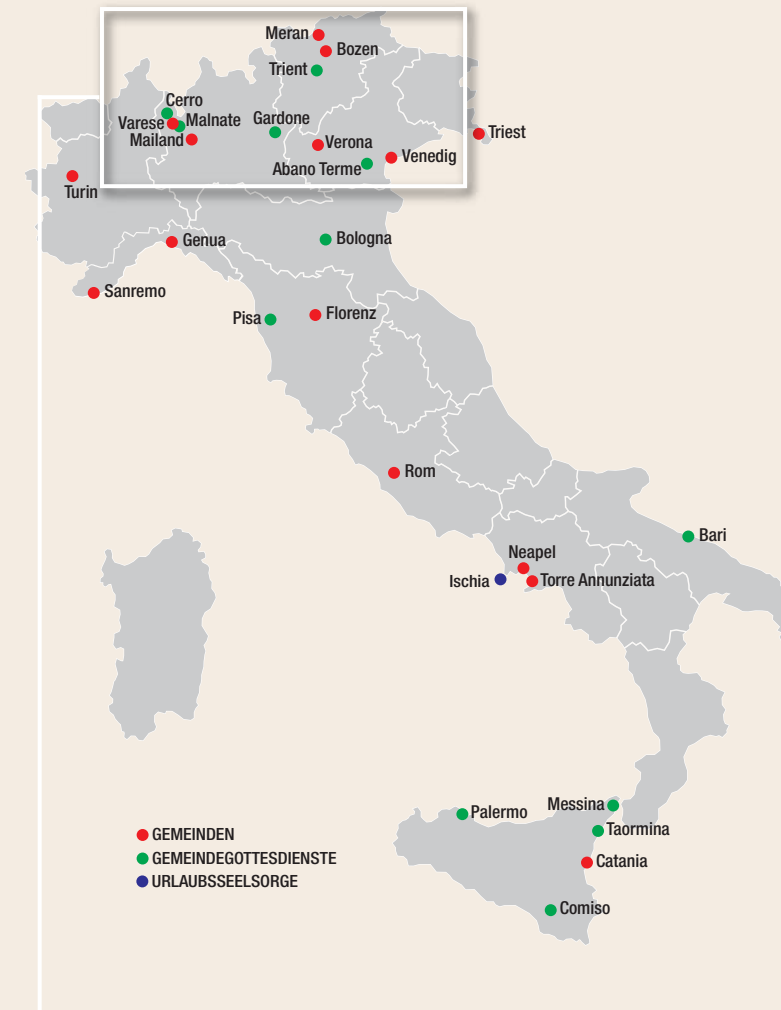 Meran
Bozen
Trient
Cerro
Varese
Malnate
Gardone
Mailand
Verona
Triest
Venedig
Abano Terme
Turin
Genua
Bologna
Sanremo
Pisa
Florenz
Rom
Bari
Neapel
Ischia
Torre Annunziata
Messina
Palermo
Taormina
GEMEINDEN
GEMEINDEGOTTESDIENSTE
Catania
URLAUBSSEELSORGE
Comiso